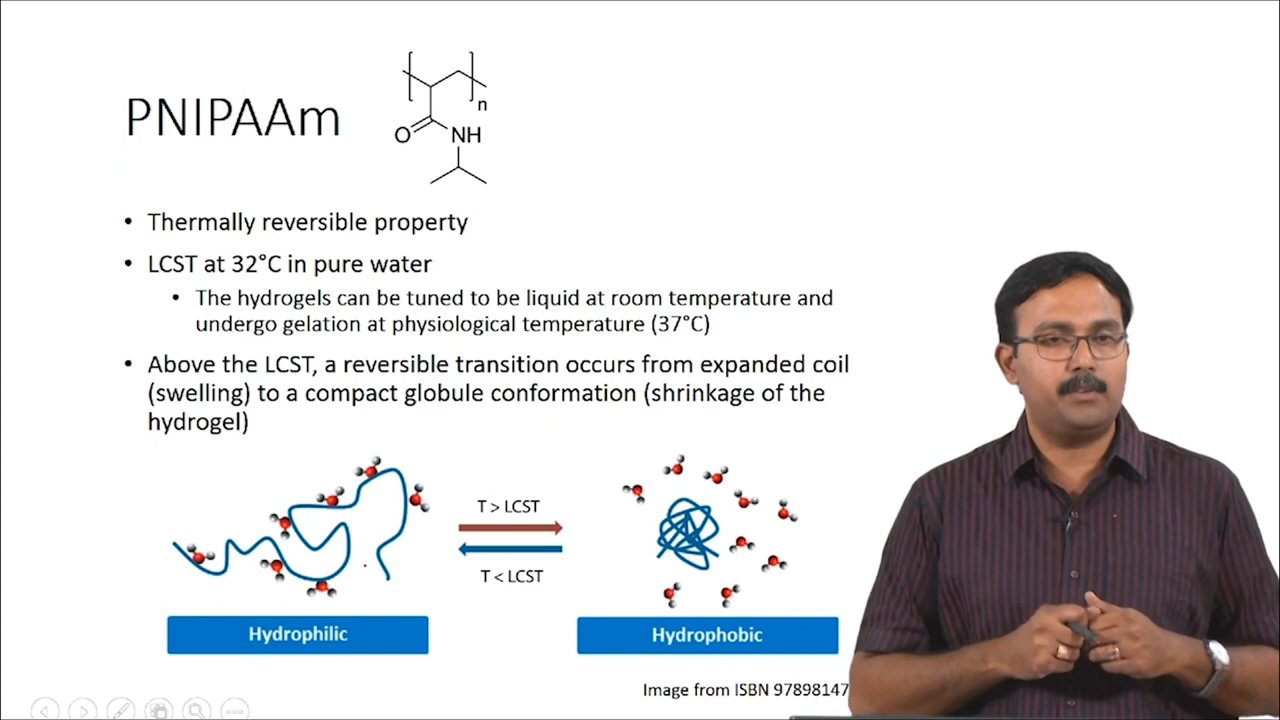 PNIPAAm
n
O
NH
• Thermally reversible property
• LCST at 32°C in pure water
• The hydrogels can be tuned to be liquid at room temperature and
undergo gelation at physiological temperature (37°C)
• Above the LCST, a reversible transition occurs from expanded coil
(swelling) to a compact globule conformation (shrinkage of the
hydrogel)
T > LCST
T < LCST
Hydrophilic
Hydrophobic
Image from ISBN 97898147